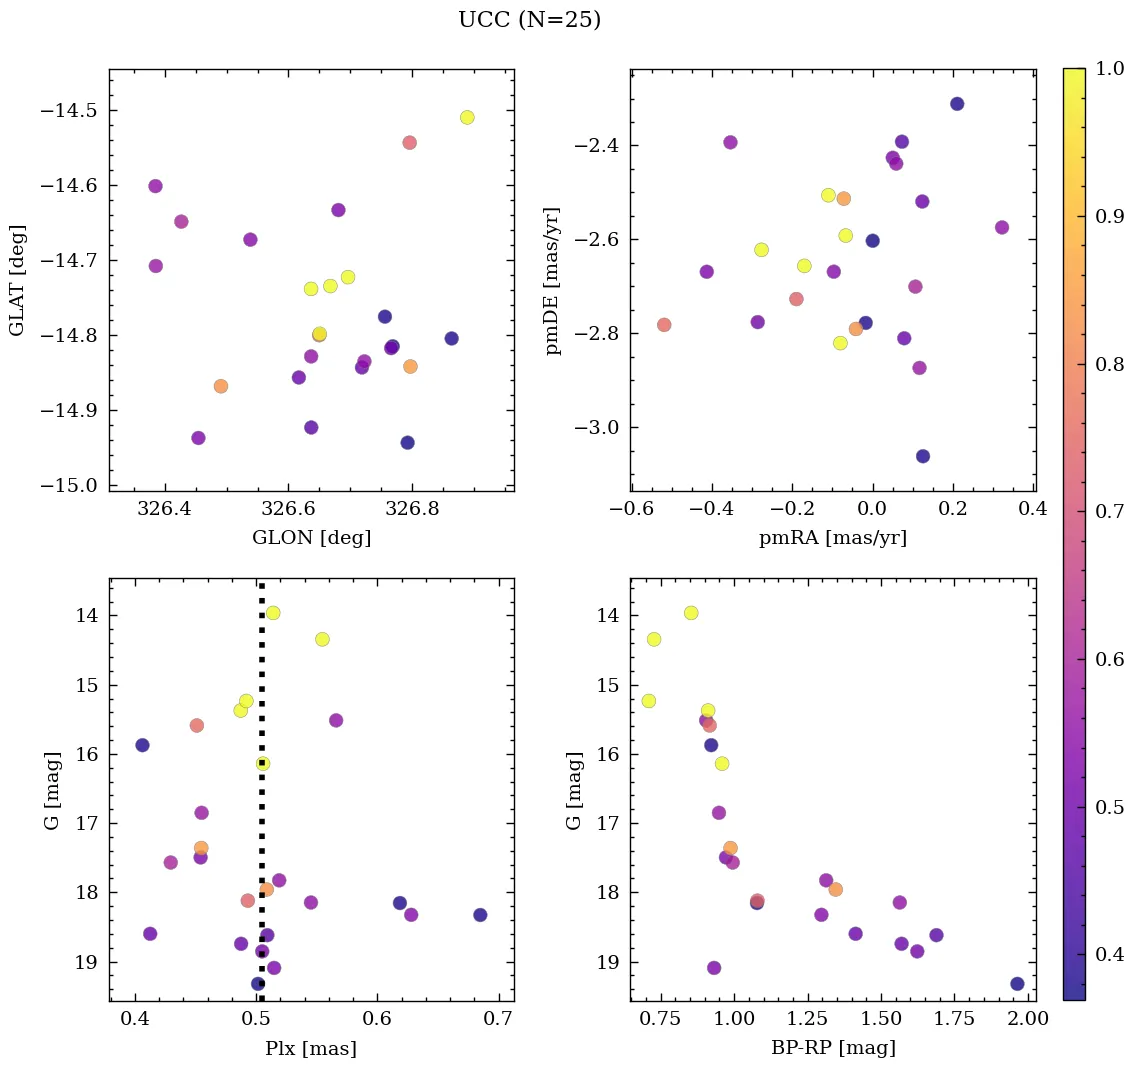 UCC (N=25)
−14.5
−14.6
−14.7
−14.8
−14.9
−15.0
GLAT [deg]
326.4 326.6 326.8
GLON [deg]
−2.4
−2.6
−2.8
−3.0
pmDE [mas/yr]
−0.6 −0.4 −0.2 0.0 0.2 0.4
pmRA [mas/yr]
14
15
16
17
18
19
G [mag]
0.4 0.5 0.6 0.7
Plx [mas]
14
15
16
17
18
19
G [mag]
0.75 1.00 1.25 1.50 1.75 2.00
BP-RP [mag]
1.0
0.9
0.8
0.7
0.6
0.5
0.4